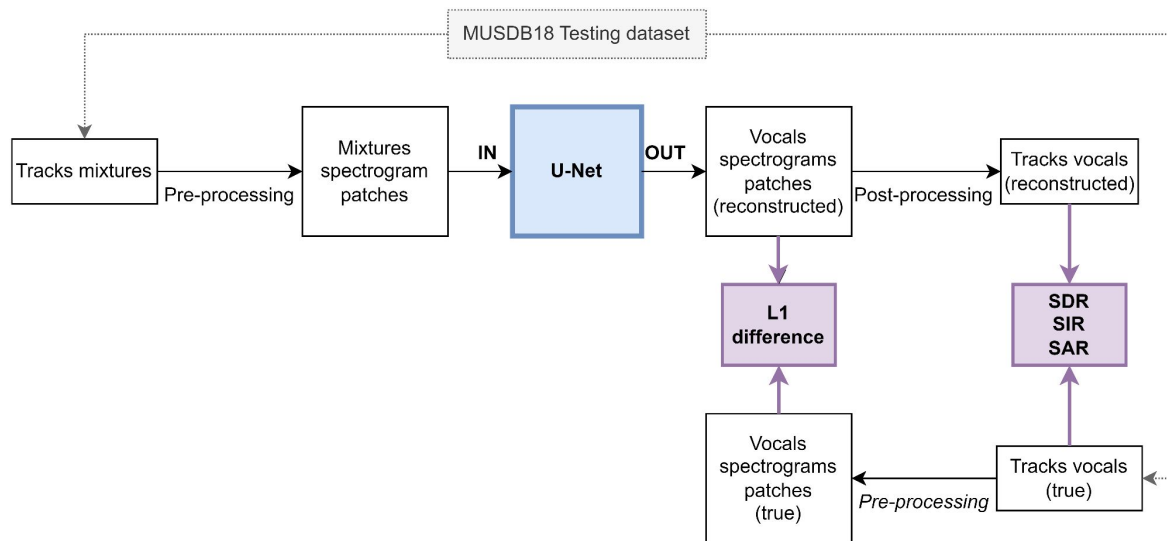 MUSDB18 Testing dataset
Tracks mixtures
Pre-processing
Mixtures
spectrogram
patches
IN
U-Net
OUT
Vocals
spectrograms
patches
(reconstructed)
Post-processing
Tracks vocals
(reconstructed)
L1
difference
SDR
SIR
SAR
Vocals
spectrograms
patches
(true)
Pre-processing
Tracks vocals
(true)